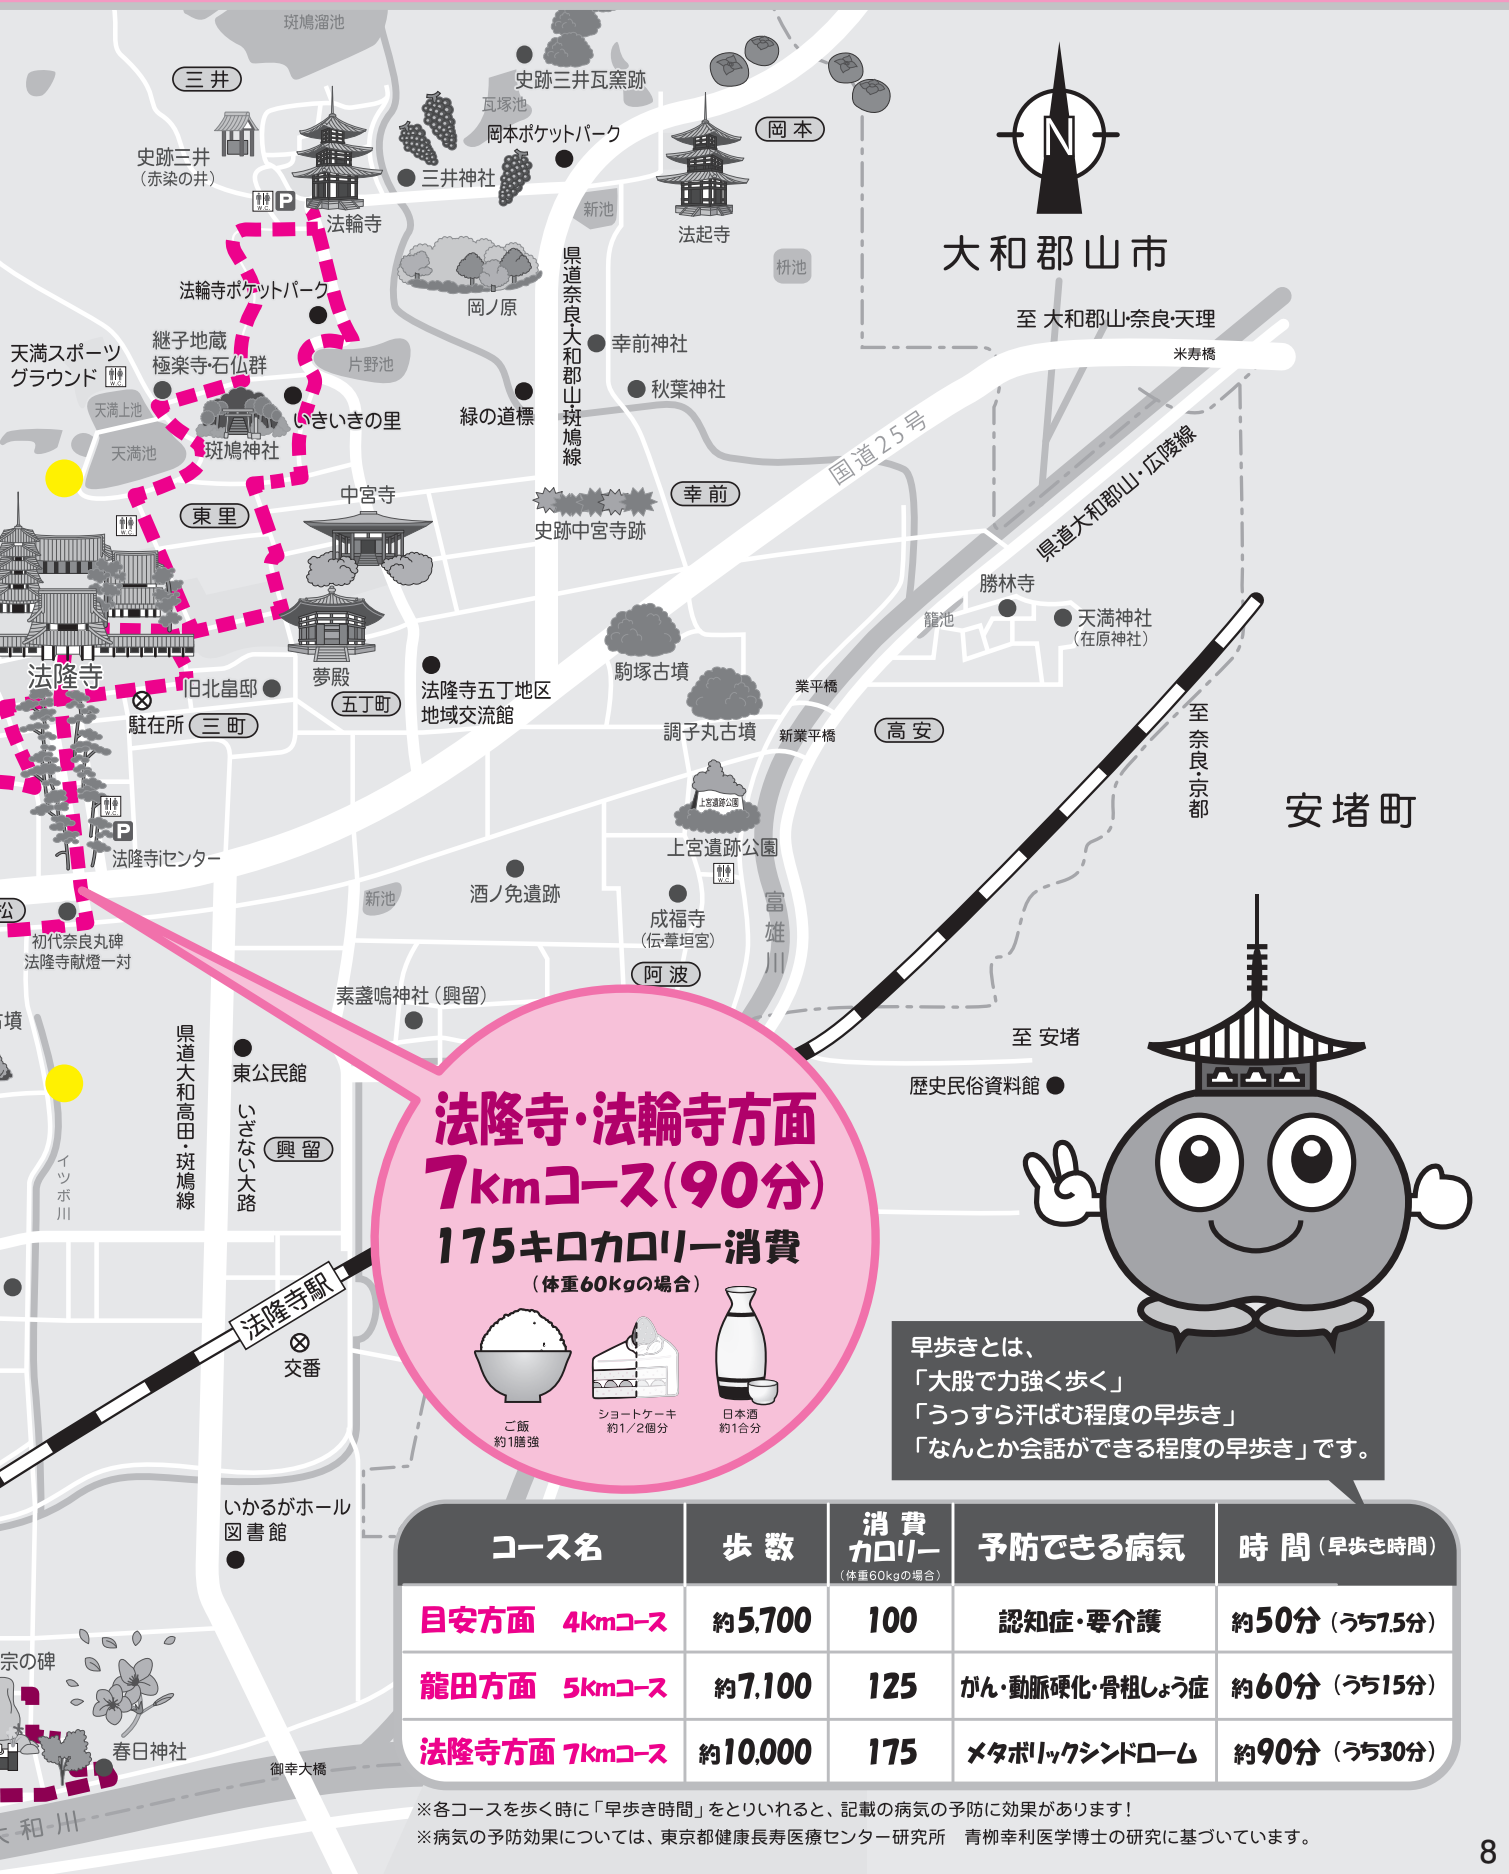 斑鳩溜池
三井
史跡三井瓦窯跡
瓦塚池
岡本ポケットパーク
岡本
N
大和郡山市
史跡三井
（赤染の井）
三井神社
W.C.
P
法輪寺
新池
法起寺
枡池
法輪寺ポケットパーク
岡ノ原
県道奈良・大和郡山・斑鳩線
至 大和郡山・奈良・天理
米寿橋
天満スポーツ
グラウンド
W.C.
継子地蔵
極楽寺・石仏群
片野池
幸前神社
秋葉神社
天満上池
いきいきの里
緑の道標
天満池
斑鳩神社
国道25号
県道大和郡山・広陵線
中宮寺
幸前
東里
W.C.
史跡中宮寺跡
勝林寺
籠池
天満神社
（在原神社）
法隆寺
旧北畠邸
夢殿
五丁町
法隆寺五丁地区
地域交流館
駒塚古墳
業平橋
駐在所
三町
調子丸古墳
新業平橋
高安
至 奈良・京都
安堵町
上宮遺跡公園
W.C.
P
法隆寺iセンター
上宮遺跡公園
W.C.
酒ノ免遺跡
新池
成福寺
（伝・葦垣宮）
富雄川
松
初代奈良丸碑
法隆寺献燈一対
阿波
素盞嗚神社（興留）
古墳
県道大和高田・斑鳩線
東公民館
いざない大路
興留
イツボ川
至 安堵
歴史民俗資料館
法隆寺・法輪寺方面
7kmコース（90分）
175キロカロリー消費
（体重60kgの場合）
ご飯
約1膳強
ショートケーキ
約1／2個分
日本酒
約1合分
法隆寺駅
交番
早歩きとは、
「大股で力強く歩く」
「うっすら汗ばむ程度の早歩き」
「なんとか会話ができる程度の早歩き」です。
いかるがホール
図書館
コース名 歩数 消費カロリー（体重60kgの場合） 予防できる病気 時間（早歩き時間）
目安方面 4kmコース 約5,700 100 認知症・要介護 約50分（うち7.5分）
龍田方面 5kmコース 約7,100 125 がん・動脈硬化・骨粗しょう症 約60分（うち15分）
法隆寺方面 7kmコース 約10,000 175 メタボリックシンドローム 約90分（うち30分）
宗の碑
春日神社
御幸大橋
大和川
※各コースを歩く時に「早歩き時間」をとりいれると、記載の病気の予防に効果があります！
※病気の予防効果については、東京都健康長寿医療センター研究所　青栁幸利医学博士の研究に基づいています。
8